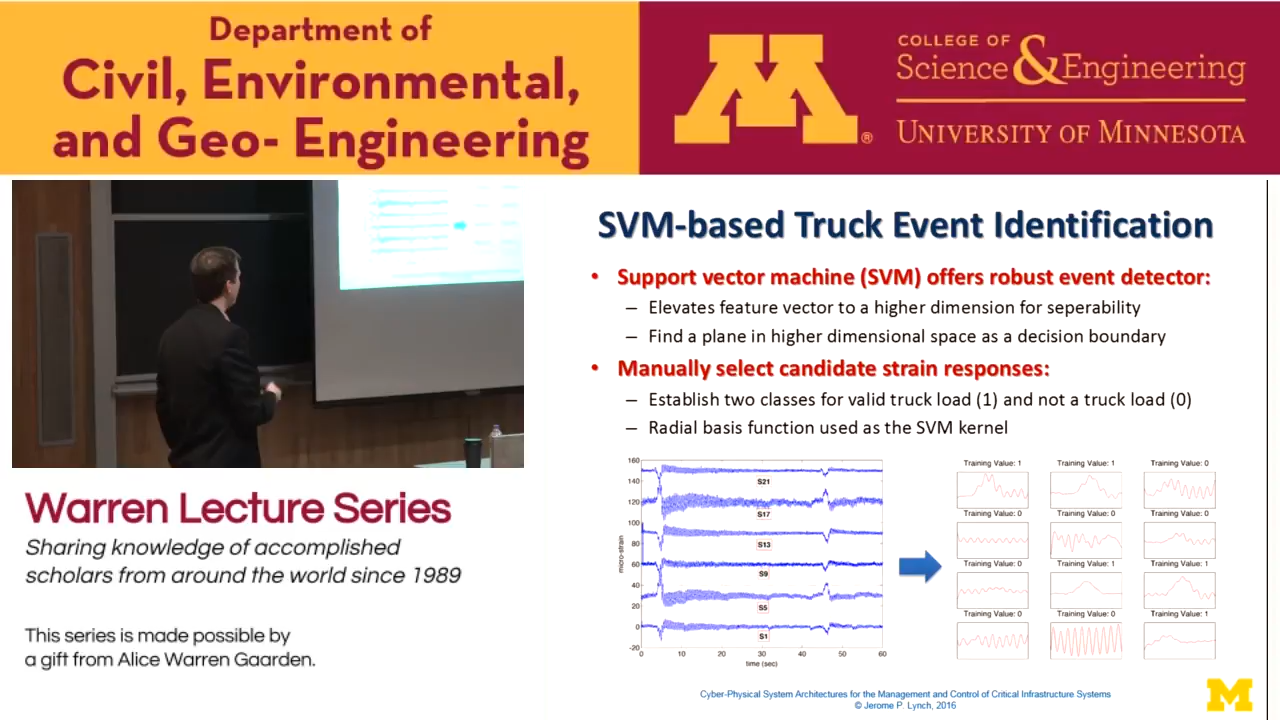 Department of
Civil, Environmental,
and Geo- Engineering
M®
COLLEGE OF
Science & Engineering
UNIVERSITY OF MINNESOTA
Warren Lecture Series
Sharing knowledge of accomplished
scholars from around the world since 1989
This series is made possible by
a gift from Alice Warren Gaarden.
SVM-based Truck Event Identification
• Support vector machine (SVM) offers robust event detector:
– Elevates feature vector to a higher dimension for seperability
– Find a plane in higher dimensional space as a decision boundary
• Manually select candidate strain responses:
– Establish two classes for valid truck load (1) and not a truck load (0)
– Radial basis function used as the SVM kernel
160
140
120
100
80
60
40
20
0
-20
micro-strain
S21
S17
S13
S9
S5
S1
0 10 20 30 40 50 60
time (sec)
Training Value: 1 Training Value: 1 Training Value: 0
Training Value: 0 Training Value: 0 Training Value: 0
Training Value: 0 Training Value: 1 Training Value: 1
Training Value: 0 Training Value: 0 Training Value: 1
Cyber-Physical System Architectures for the Management and Control of Critical Infrastructure Systems
© Jerome P. Lynch, 2016
M